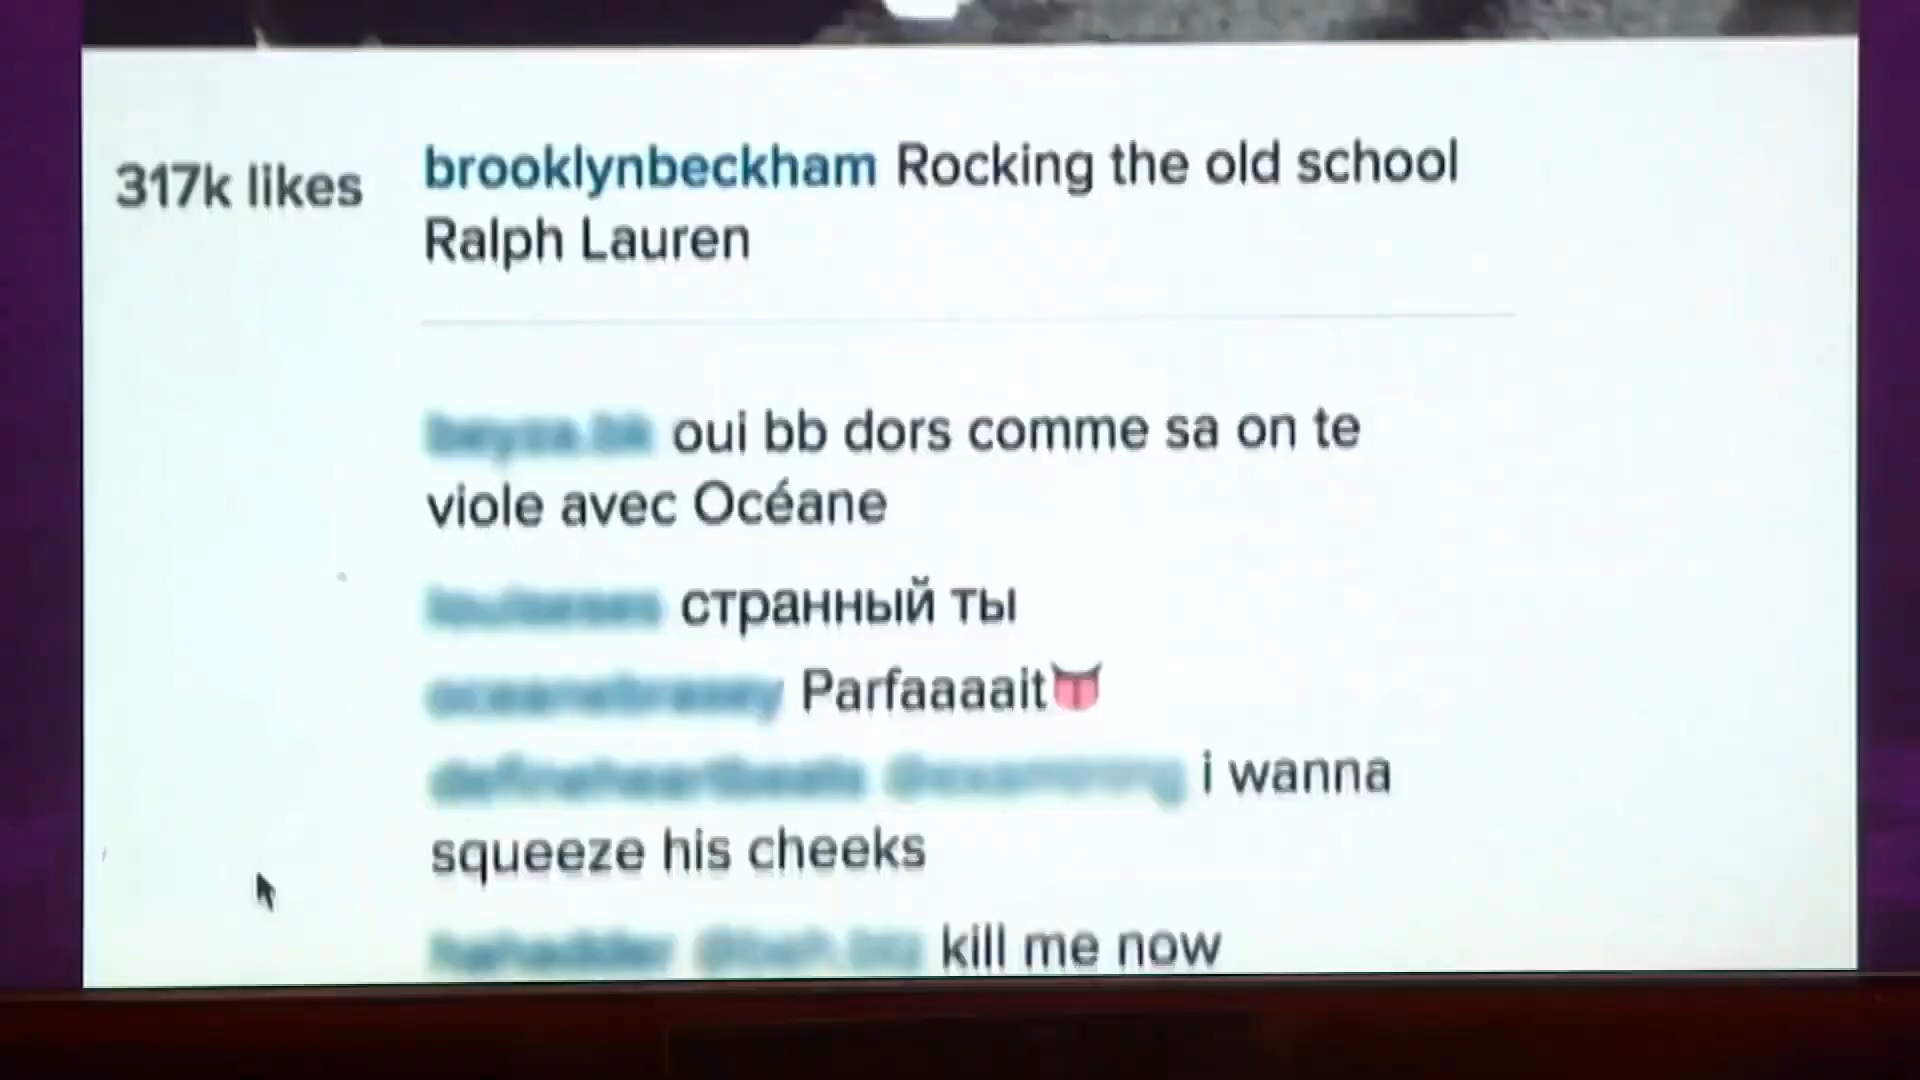 317k likes
brooklynbeckham Rocking the old school
Ralph Lauren
oui bb dors comme sa on te
viole avec Océane
странный ты
Parfaaaait👅
i wanna
squeeze his cheeks
kill me now